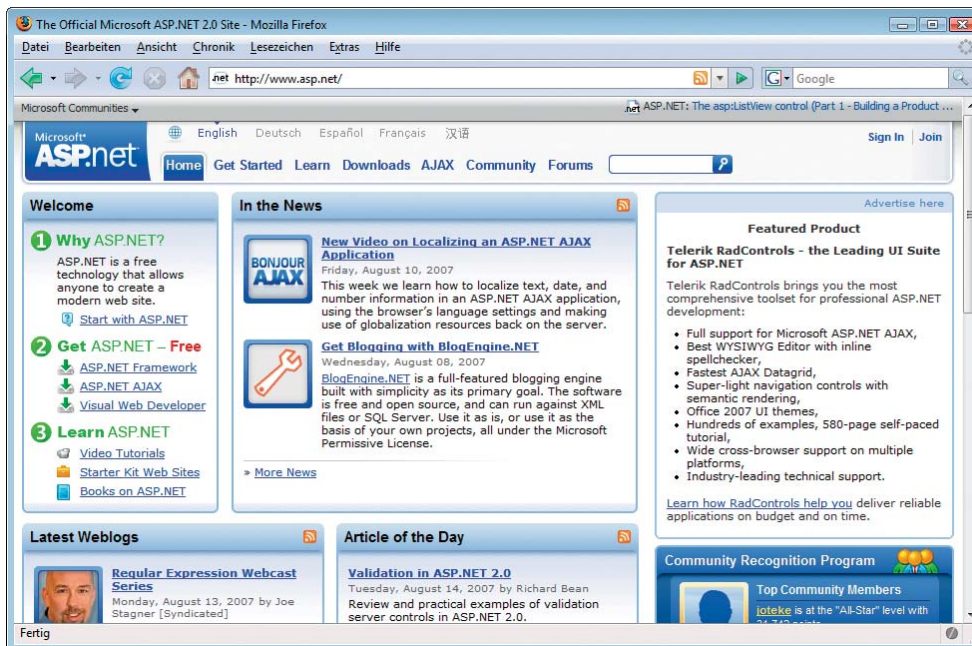 The Official Microsoft ASP.NET 2.0 Site - Mozilla Firefox
Datei Bearbeiten Ansicht Chronik Lesezeichen Extras Hilfe
.net http://www.asp.net/
G Google
Microsoft Communities
.net ASP.NET: The asp:ListView control (Part 1 - Building a Product ...
Microsoft
ASP.net
English Deutsch Español Français 汉语
Sign In Join
Home Get Started Learn Downloads AJAX Community Forums
Welcome
1 Why ASP.NET?
ASP.NET is a free
technology that allows
anyone to create a
modern web site.
Start with ASP.NET
2 Get ASP.NET – Free
ASP.NET Framework
ASP.NET AJAX
Visual Web Developer
3 Learn ASP.NET
Video Tutorials
Starter Kit Web Sites
Books on ASP.NET
In the News
BONJOUR
AJAX
New Video on Localizing an ASP.NET AJAX
Application
Friday, August 10, 2007
This week we learn how to localize text, date, and
number information in an ASP.NET AJAX application,
using the browser's language settings and making
use of globalization resources back on the server.
Get Blogging with BlogEngine.NET
Wednesday, August 08, 2007
BlogEngine.NET is a full-featured blogging engine
built with simplicity as its primary goal. The software
is free and open source, and can run against XML
files or SQL Server. Use it as is, or use it as the
basis of your own projects, all under the Microsoft
Permissive License.
» More News
Advertise here
Featured Product
Telerik RadControls - the Leading UI Suite
for ASP.NET
Telerik RadControls brings you the most
comprehensive toolset for professional ASP.NET
development:
• Full support for Microsoft ASP.NET AJAX,
• Best WYSIWYG Editor with inline
spellchecker,
• Fastest AJAX Datagrid,
• Super-light navigation controls with
semantic rendering,
• Office 2007 UI themes,
• Hundreds of examples, 580-page self-paced
tutorial,
• Wide cross-browser support on multiple
platforms,
• Industry-leading technical support.
Learn how RadControls help you deliver reliable
applications on budget and on time.
Latest Weblogs
Regular Expression Webcast
Series
Monday, August 13, 2007 by Joe
Stagner [Syndicated]
Article of the Day
Validation in ASP.NET 2.0
Tuesday, August 14, 2007 by Richard Bean
Review and practical examples of validation
server controls in ASP.NET 2.0.
Community Recognition Program
Top Community Members
joteke is at the "All-Star" level with
Fertig